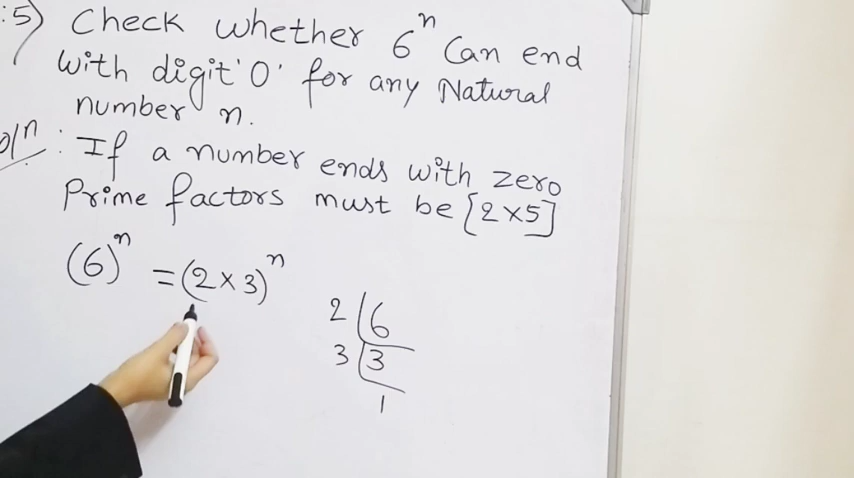 :5) Check whether 6ⁿ Can end
with digit '0' for any Natural
number n.
olⁿ : If a number ends with zero
Prime factors must be [2×5]
(6)ⁿ = (2 × 3)ⁿ
2 6
3 3
1